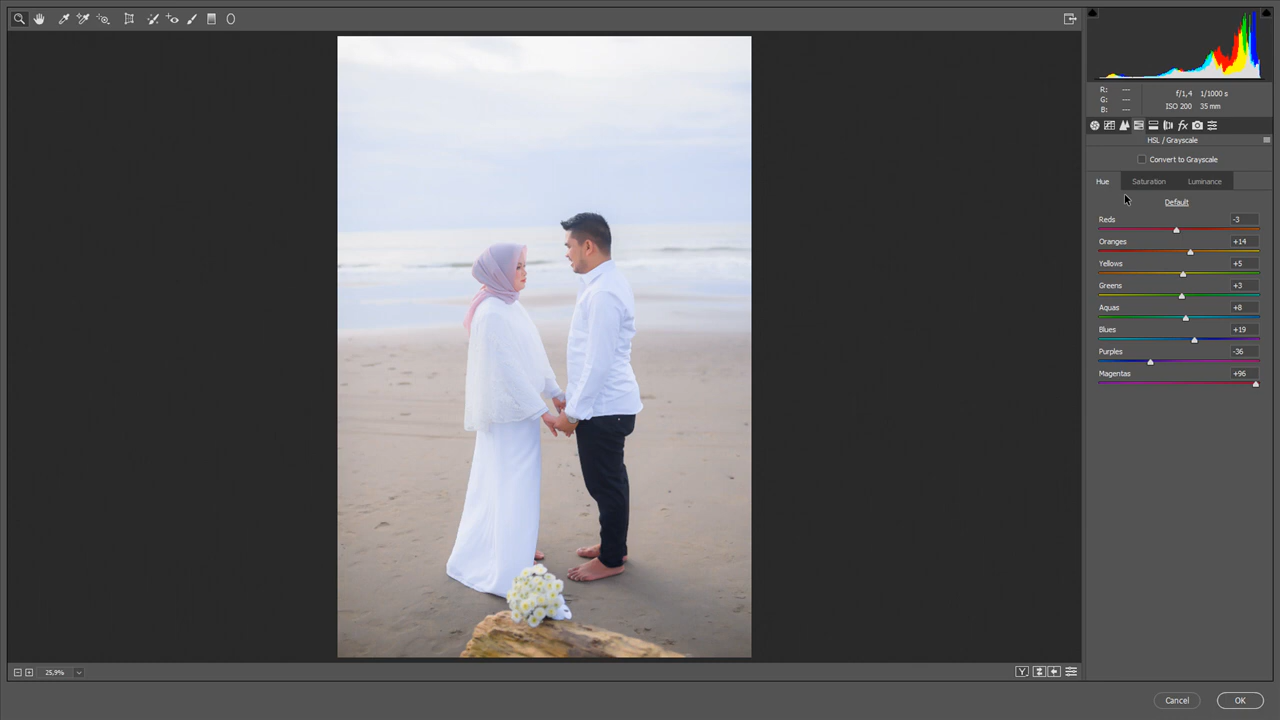 R: ---
G: ---
B: ---
f/1,4 1/1000 s
ISO 200 35 mm
fx
HSL / Grayscale
Convert to Grayscale
Hue Saturation Luminance
Default
Reds -3
Oranges +14
Yellows +5
Greens +3
Aquas +8
Blues +19
Purples -36
Magentas +96
25,9% Y
Cancel OK